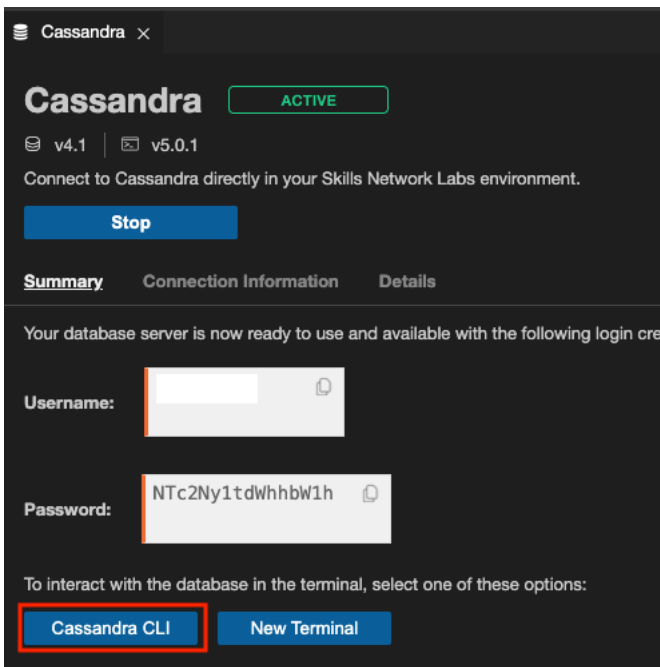 Cassandra ×
Cassandra ACTIVE
v4.1 v5.0.1
Connect to Cassandra directly in your Skills Network Labs environment.
Stop
Summary Connection Information Details
Your database server is now ready to use and available with the following login cre
Username:
Password: NTc2Ny1tdWhhbW1h
To interact with the database in the terminal, select one of these options:
Cassandra CLI New Terminal